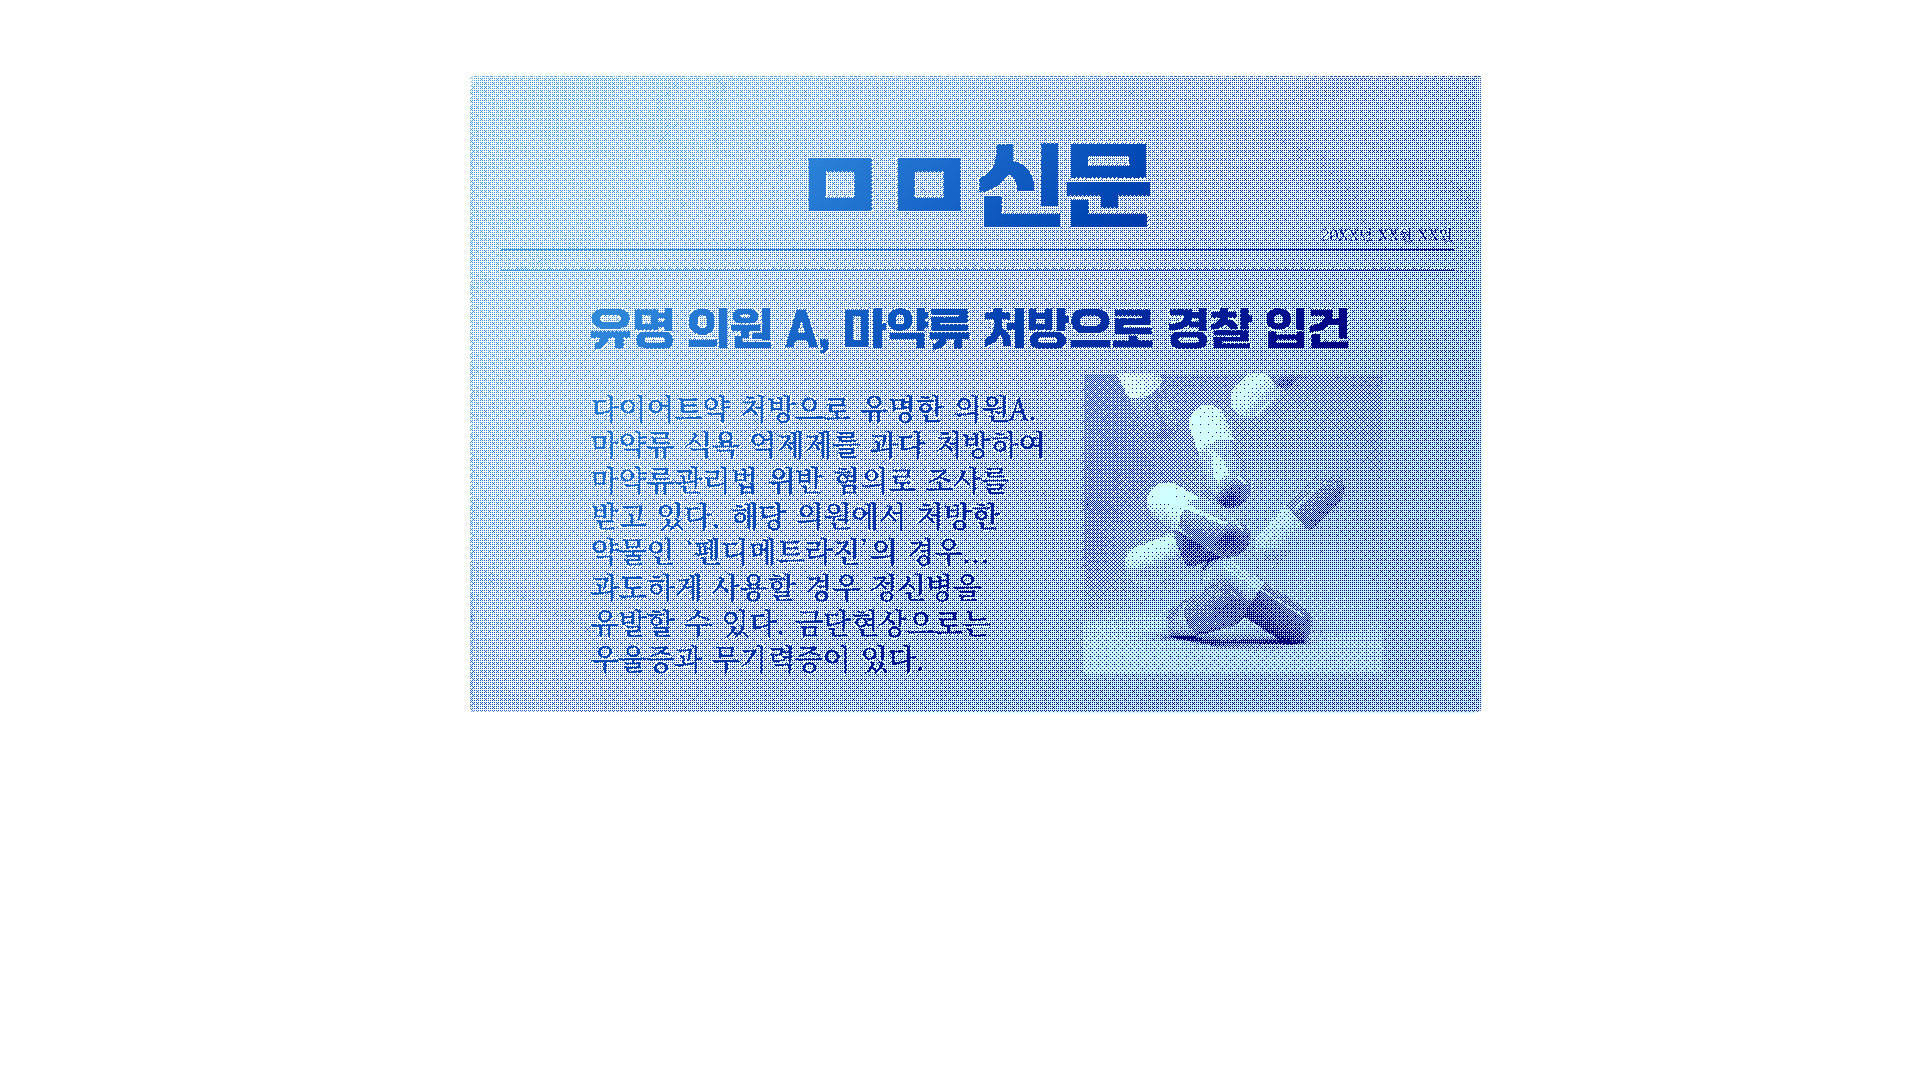 ㅁㅁ신문
20XX년 XX월 XX일
유명 의원 A, 마약류 처방으로 경찰 입건
다이어트약 처방으로 유명한 의원A.
마약류 식욕 억제제를 과다 처방하여
마약류관리법 위반 혐의로 조사를
받고 있다. 해당 의원에서 처방한
약물인 ‘펜디메트라진’의 경우...
과도하게 사용할 경우 정신병을
유발할 수 있다. 금단현상으로는
우울증과 무기력증이 있다.